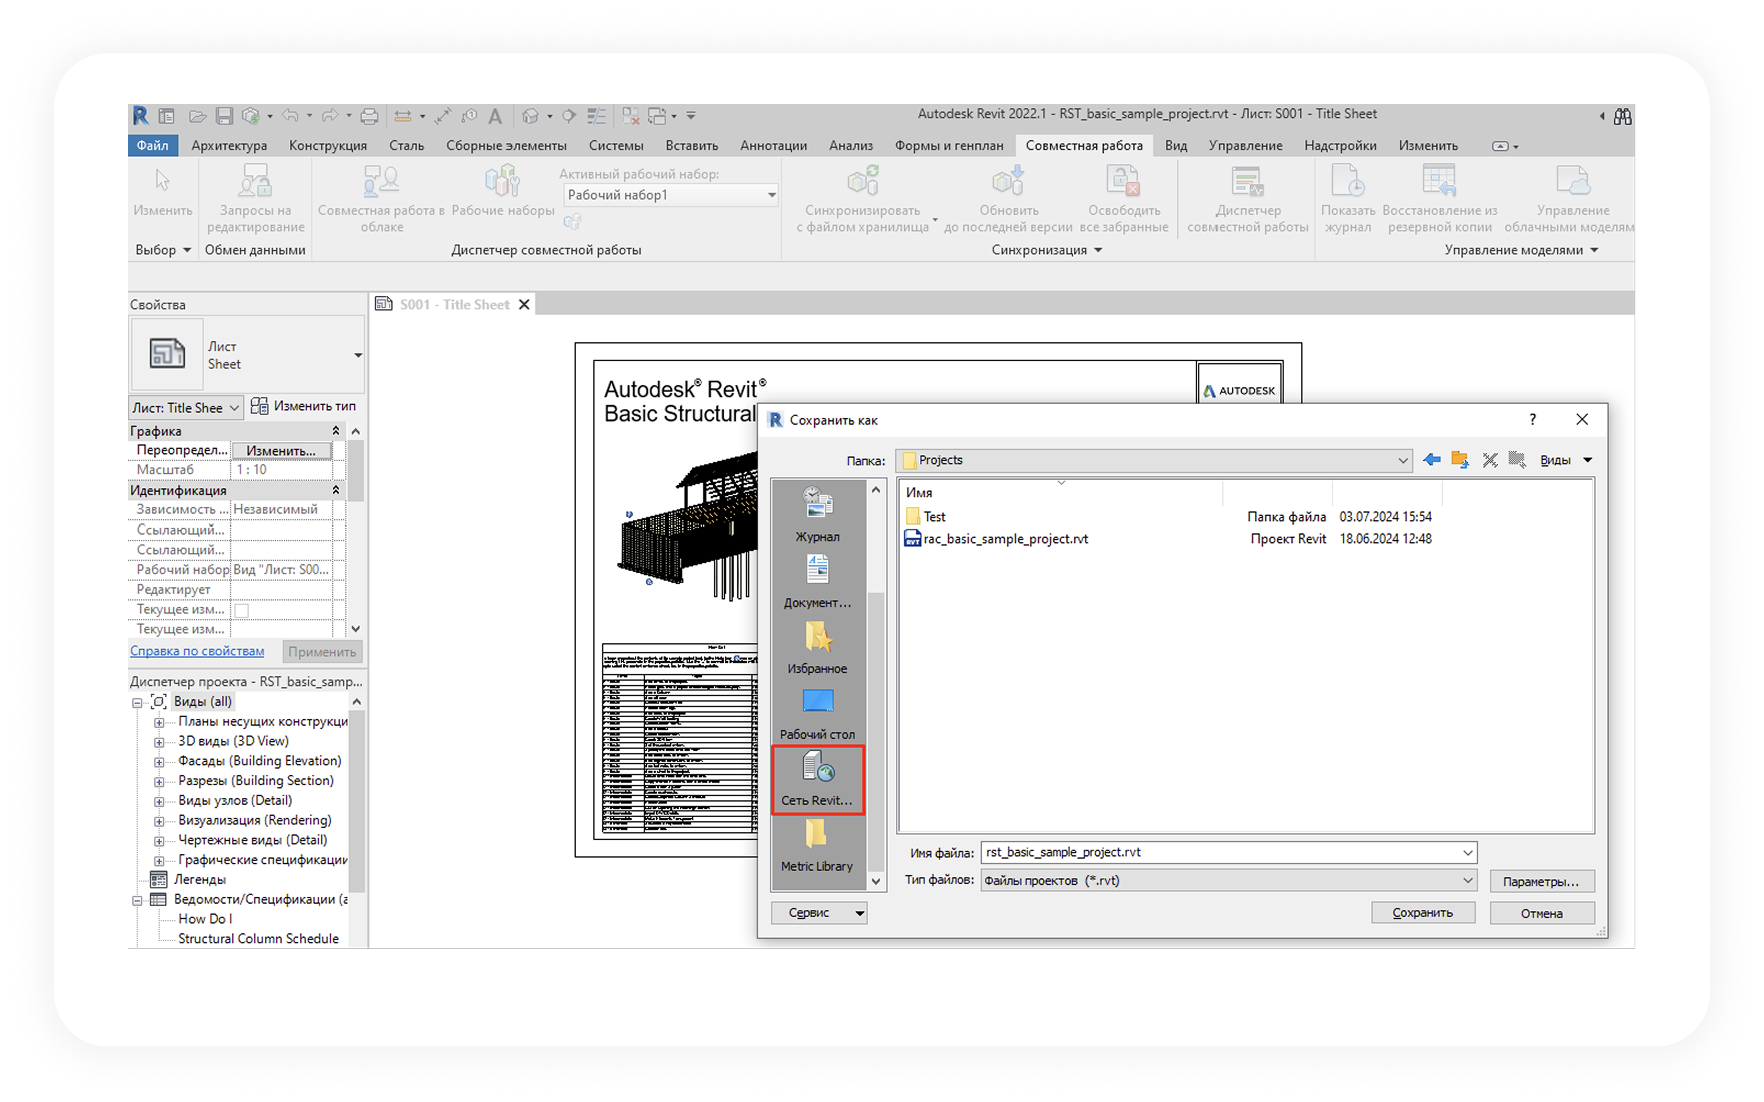 Autodesk Revit 2022.1 - RST_basic_sample_project.rvt - Лист: S001 - Title Sheet
Файл Архитектура Конструкция Сталь Сборные элементы Системы Вставить Аннотации Анализ Формы и генплан Совместная работа Вид Управление Надстройки Изменить
Изменить
Запросы на
редактирование
Совместная работа в
облаке
Рабочие наборы
Активный рабочий набор:
Рабочий набор1
Синхронизировать
с файлом хранилища
Обновить
до последней версии
Освободить
все забранные
Диспетчер
совместной работы
Показать
журнал
Восстановление из
резервной копии
Управление
облачными моделям
Выбор Обмен данными Диспетчер совместной работы Синхронизация Управление моделями
Свойства
Лист
Sheet
Лист: Title Shee Изменить тип
Графика
Переопредел... Изменить...
Масштаб 1 : 10
Идентификация
Зависимость ... Независимый
Ссылающий...
Ссылающий...
Рабочий набор Вид "Лист: S00...
Редактирует
Текущее изм...
Текущее изм...
Справка по свойствам Применить
Диспетчер проекта - RST_basic_samp...
Виды (all)
Планы несущих конструкци
3D виды (3D View)
Фасады (Building Elevation)
Разрезы (Building Section)
Виды узлов (Detail)
Визуализация (Rendering)
Чертежные виды (Detail)
Графические спецификации
Легенды
Ведомости/Спецификации (a
How Do I
Structural Column Schedule
S001 - Title Sheet
Autodesk® Revit®
Basic Structural
AUTODESK
Сохранить как
Папка: Projects Виды
Журнал
Документ...
Избранное
Рабочий стол
Сеть Revit...
Metric Library
Имя
Test Папка файла 03.07.2024 15:54
rac_basic_sample_project.rvt Проект Revit 18.06.2024 12:48
Имя файла: rst_basic_sample_project.rvt
Тип файлов: Файлы проектов (*.rvt) Параметры...
Сервис Сохранить Отмена